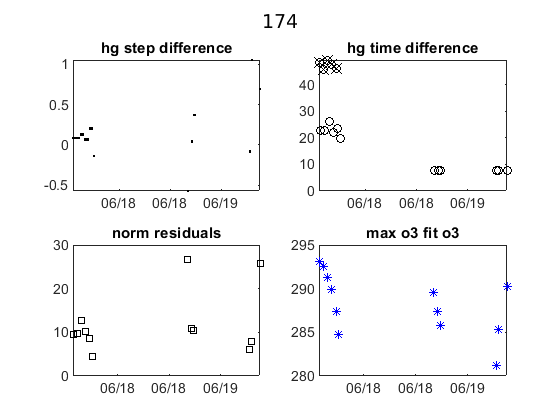 174
hg step difference
1
0.5
0
-0.5
06/18 06/18 06/19
hg time difference
40
30
20
10
0
06/18 06/18 06/19
norm residuals
30
20
10
0
06/18 06/18 06/19
max o3 fit o3
295
290
285
280
06/18 06/18 06/19